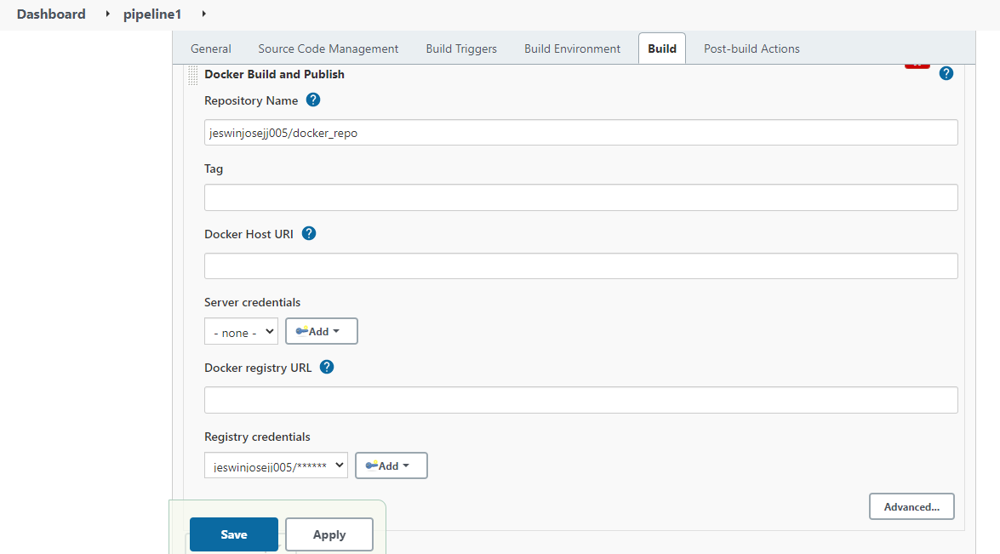 Dashboard pipeline1
General Source Code Management Build Triggers Build Environment Build Post-build Actions
Docker Build and Publish ?
Repository Name ?
jeswinjosejj005/docker_repo
Tag
Docker Host URI ?
Server credentials
- none - Add
Docker registry URL ?
Registry credentials
jeswinjosejj005/****** Add
Advanced...
Save Apply